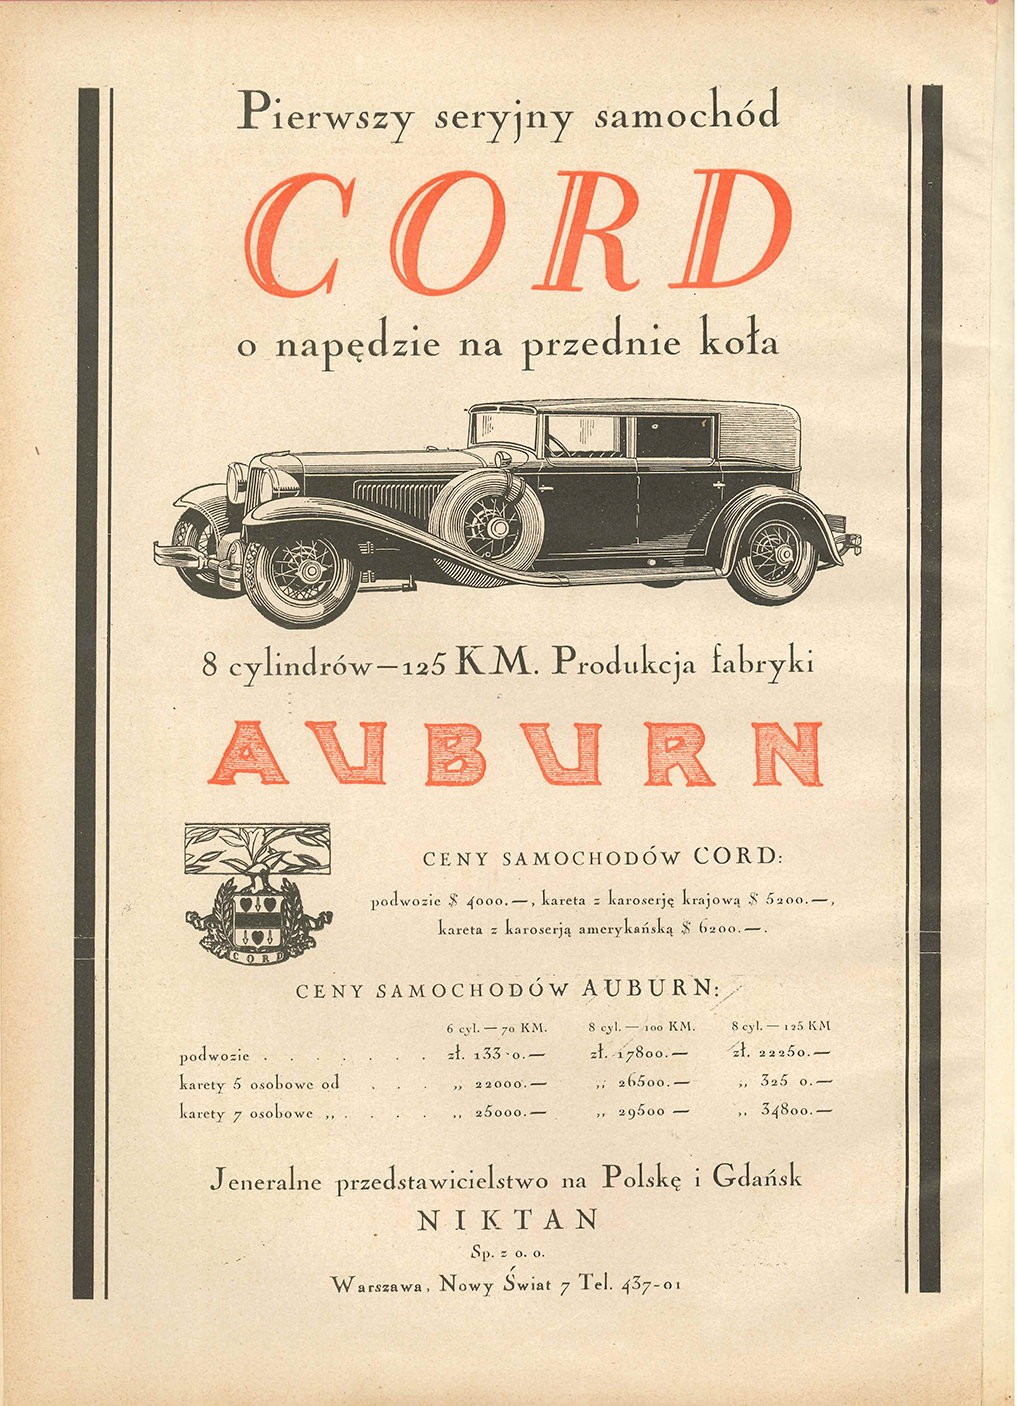 Pierwszy seryjny samochód
CORD
o napędzie na przednie koła
8 cylindrów—125 KM. Produkcja fabryki
AUBURN
CORD
CENY SAMOCHODÓW CORD:
podwozie $ 4000.—, kareta z karoserję krajową $ 5200.—,
kareta z karoserją amerykańską $ 6200.—.
CENY SAMOCHODÓW AUBURN:
6 cyl. — 70 KM. 8 cyl. — 100 KM. 8 cyl. — 125 KM
podwozie . . . . . . . zł. zł. 17800.— zł. 22250.—
karety 5 osobowe od . . . „ 22000.— „ 26500.— „
karety 7 osobowe „ . . . . „ 25000.— „ 29500 — „ 34800.—
Jeneralne przedstawicielstwo na Polskę i Gdańsk
NIKTAN
Sp. z o. o.
Warszawa, Nowy Świat 7 Tel. 437-01